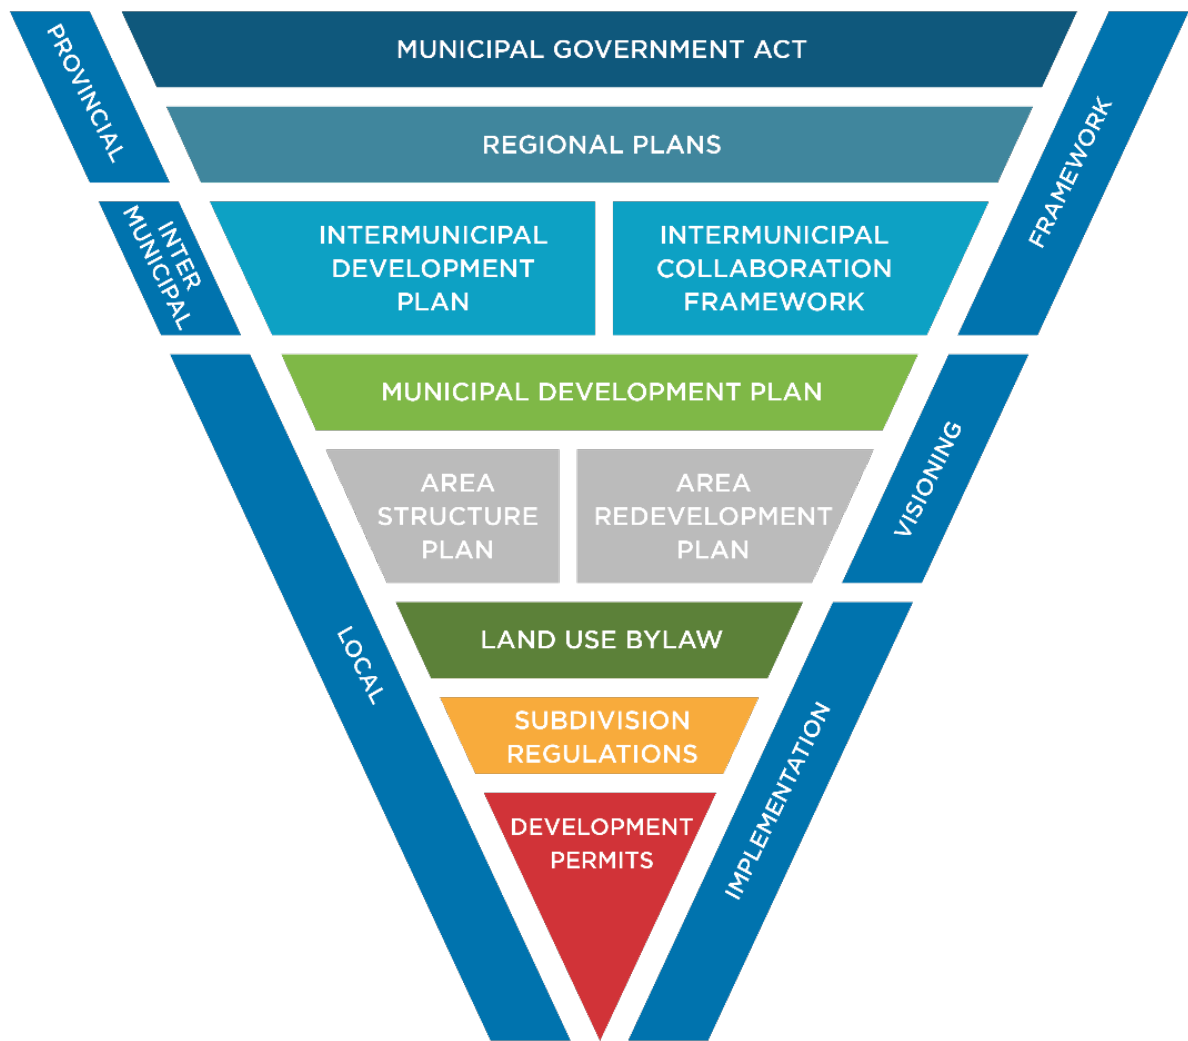 PROVINCIAL
MUNICIPAL GOVERNMENT ACT
REGIONAL PLANS
FRAMEWORK
INTER
MUNICIPAL
INTERMUNICIPAL
DEVELOPMENT
PLAN
INTERMUNICIPAL
COLLABORATION
FRAMEWORK
MUNICIPAL DEVELOPMENT PLAN
VISIONING
AREA
STRUCTURE
PLAN
AREA
REDEVELOPMENT
PLAN
LOCAL
LAND USE BYLAW
SUBDIVISION
REGULATIONS
IMPLEMENTATION
DEVELOPMENT
PERMITS